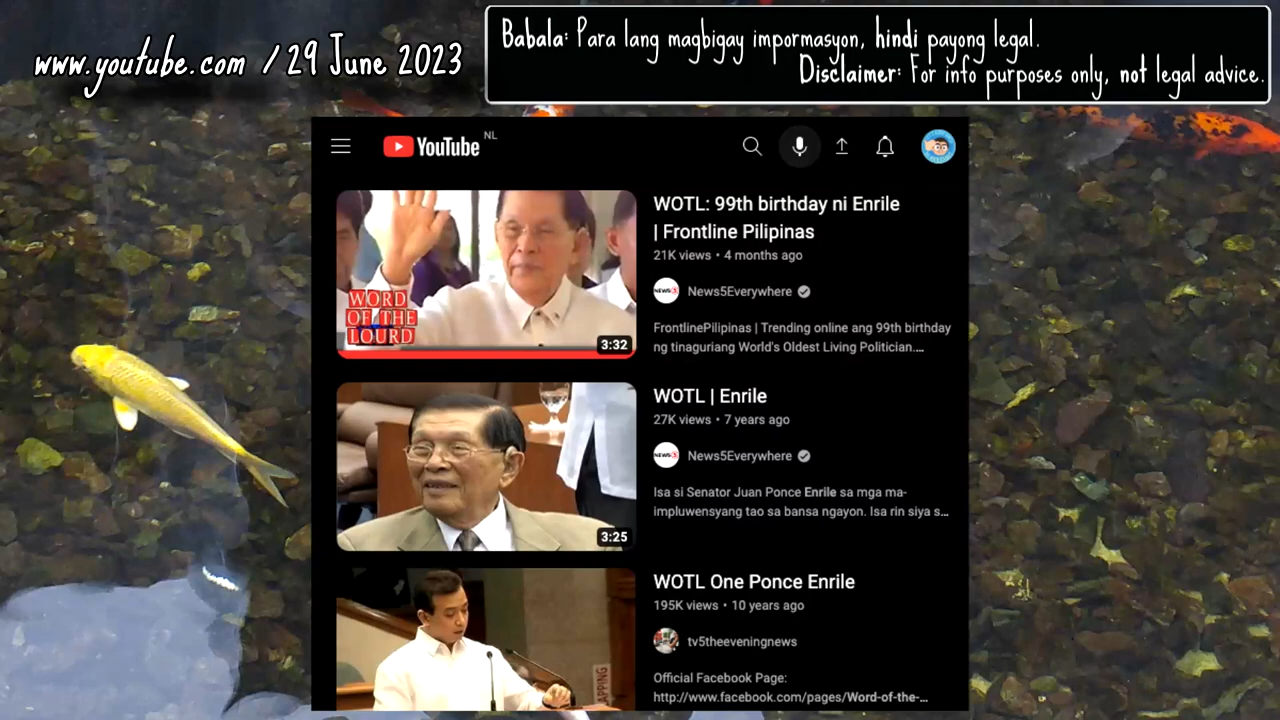 www.youtube.com / 29 June 2023
Babala: Para lang magbigay impormasyon, hindi payong legal.
Disclaimer: For info purposes only, not legal advice.
YouTube NL
WORD
OF THE
LOURD
3:32
WOTL: 99th birthday ni Enrile
| Frontline Pilipinas
21K views • 4 months ago
NEWS5
News5Everywhere
FrontlinePilipinas | Trending online ang 99th birthday
ng tinaguriang World's Oldest Living Politician....
3:25
WOTL | Enrile
27K views • 7 years ago
NEWS5
News5Everywhere
Isa si Senator Juan Ponce Enrile sa mga ma-
impluwensyang tao sa bansa ngayon. Isa rin siya s...
APPING
WOTL One Ponce Enrile
195K views • 10 years ago
tv5theeveningnews
Official Facebook Page:
http://www.facebook.com/pages/Word-of-the-...